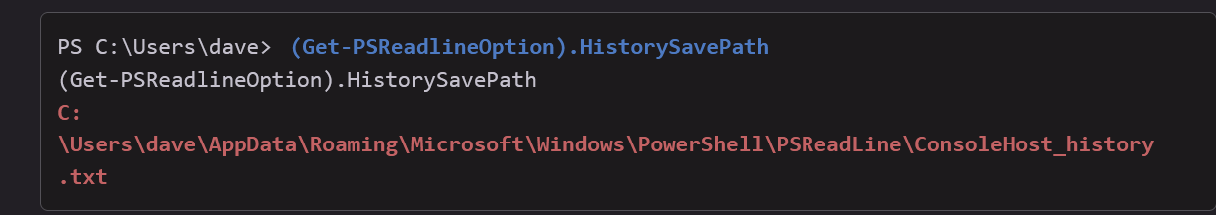 PS C:\Users\dave> (Get-PSReadlineOption).HistorySavePath
(Get-PSReadlineOption).HistorySavePath
C:
\Users\dave\AppData\Roaming\Microsoft\Windows\PowerShell\PSReadLine\ConsoleHost_history
.txt